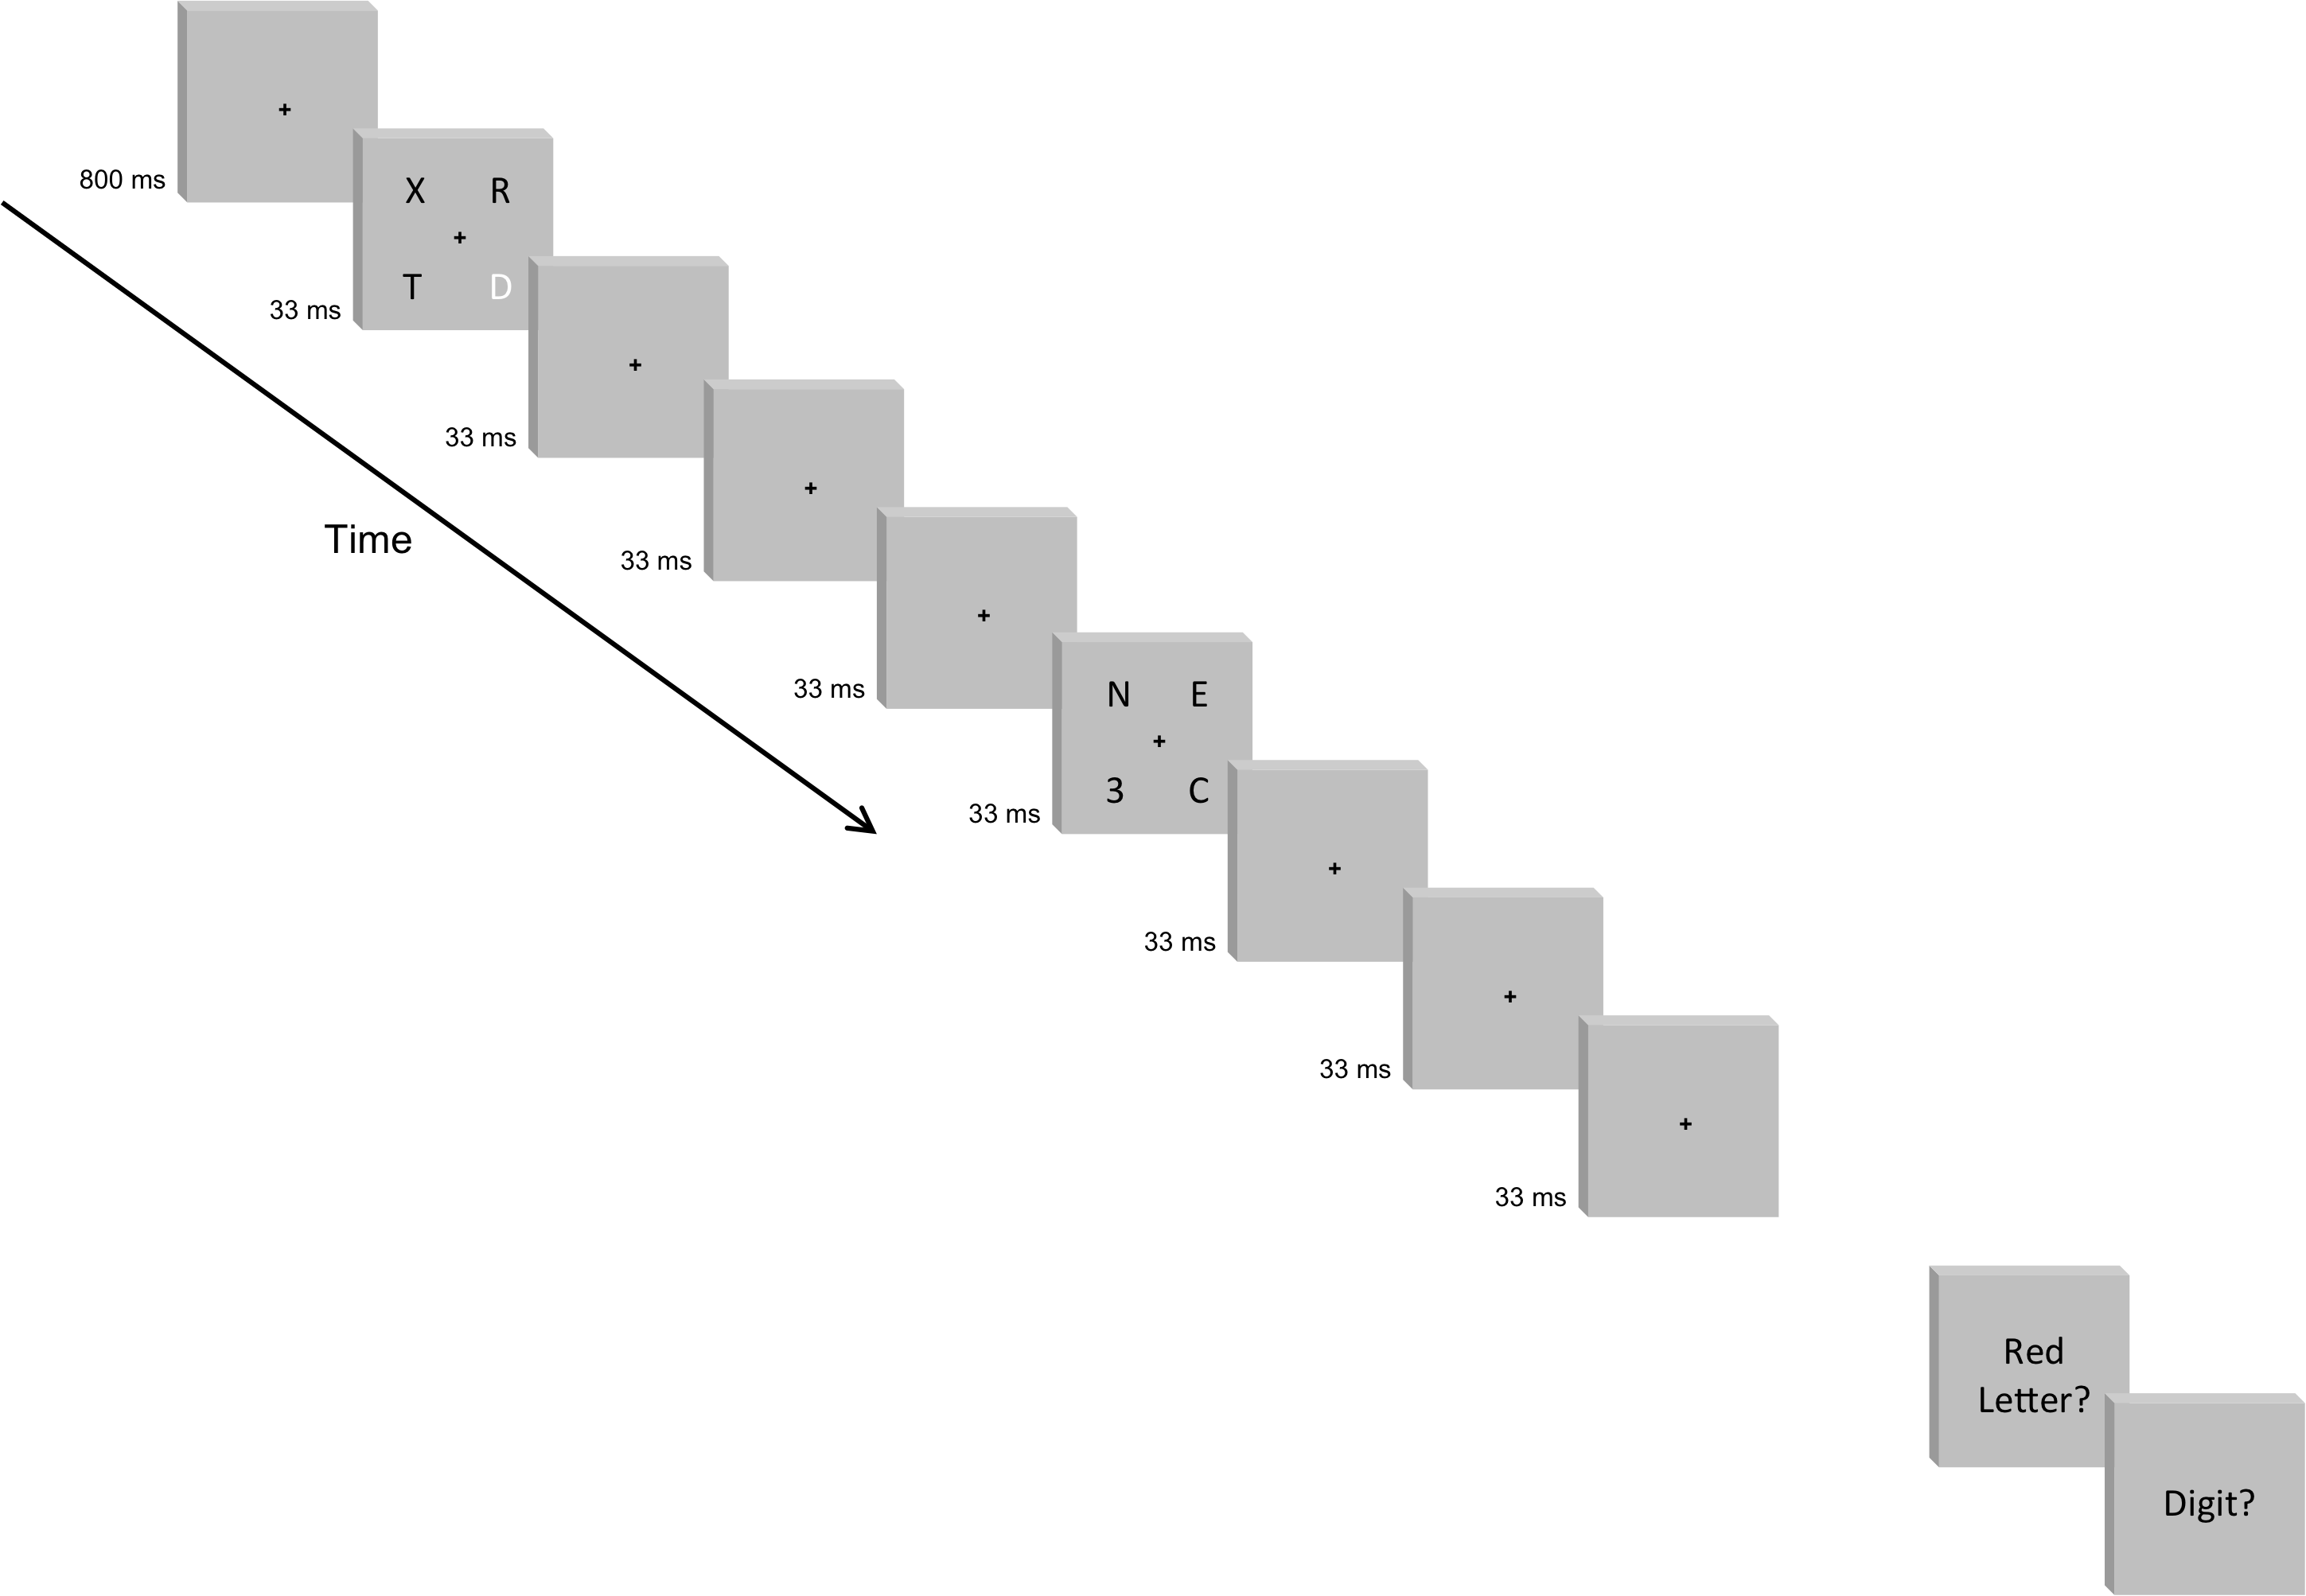 +
800 ms
X R
+
T D
33 ms
+
33 ms
+
33 ms
Time
+
33 ms
N E
+
3 C
33 ms
+
33 ms
+
33 ms
+
33 ms
Red
Letter?
Digit?